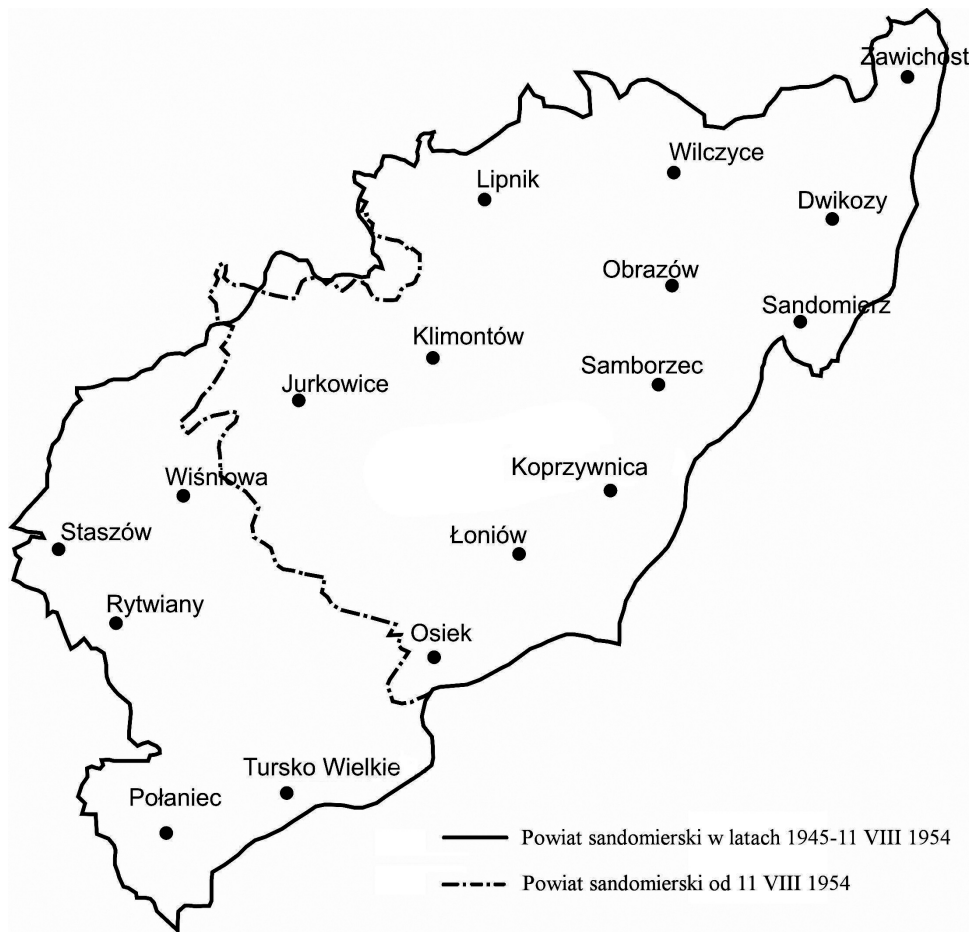 Zawichost
Wilczyce
Lipnik
Dwikozy
Obrazów
Sandomierz
Klimontów
Samborzec
Jurkowice
Koprzywnica
Wiśniowa
Staszów
Łoniów
Rytwiany
Osiek
Tursko Wielkie
Połaniec
Powiat sandomierski w latach 1945-11 VIII 1954
Powiat sandomierski od 11 VIII 1954